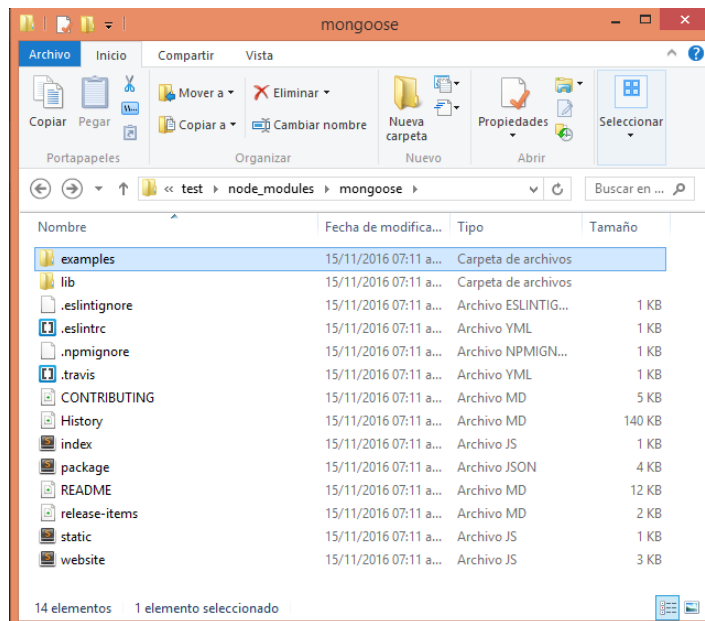 mongoose
Archivo Inicio Compartir Vista
Copiar Pegar Mover a Copiar a Eliminar Cambiar nombre Nueva carpeta Propiedades Seleccionar
Portapapeles Organizar Nuevo Abrir
« test node_modules mongoose Buscar en ...
Nombre Fecha de modifica... Tipo Tamaño
examples 15/11/2016 07:11 a... Carpeta de archivos
lib 15/11/2016 07:11 a... Carpeta de archivos
.eslintignore 15/11/2016 07:11 a... Archivo ESLINTIG... 1 KB
.eslintrc 15/11/2016 07:11 a... Archivo YML 1 KB
.npmignore 15/11/2016 07:11 a... Archivo NPMIGN... 1 KB
.travis 15/11/2016 07:11 a... Archivo YML 1 KB
CONTRIBUTING 15/11/2016 07:11 a... Archivo MD 5 KB
History 15/11/2016 07:11 a... Archivo MD 140 KB
index 15/11/2016 07:11 a... Archivo JS 1 KB
package 15/11/2016 07:11 a... Archivo JSON 4 KB
README 15/11/2016 07:11 a... Archivo MD 12 KB
release-items 15/11/2016 07:11 a... Archivo MD 2 KB
static 15/11/2016 07:11 a... Archivo JS 1 KB
website 15/11/2016 07:11 a... Archivo JS 3 KB
14 elementos 1 elemento seleccionado